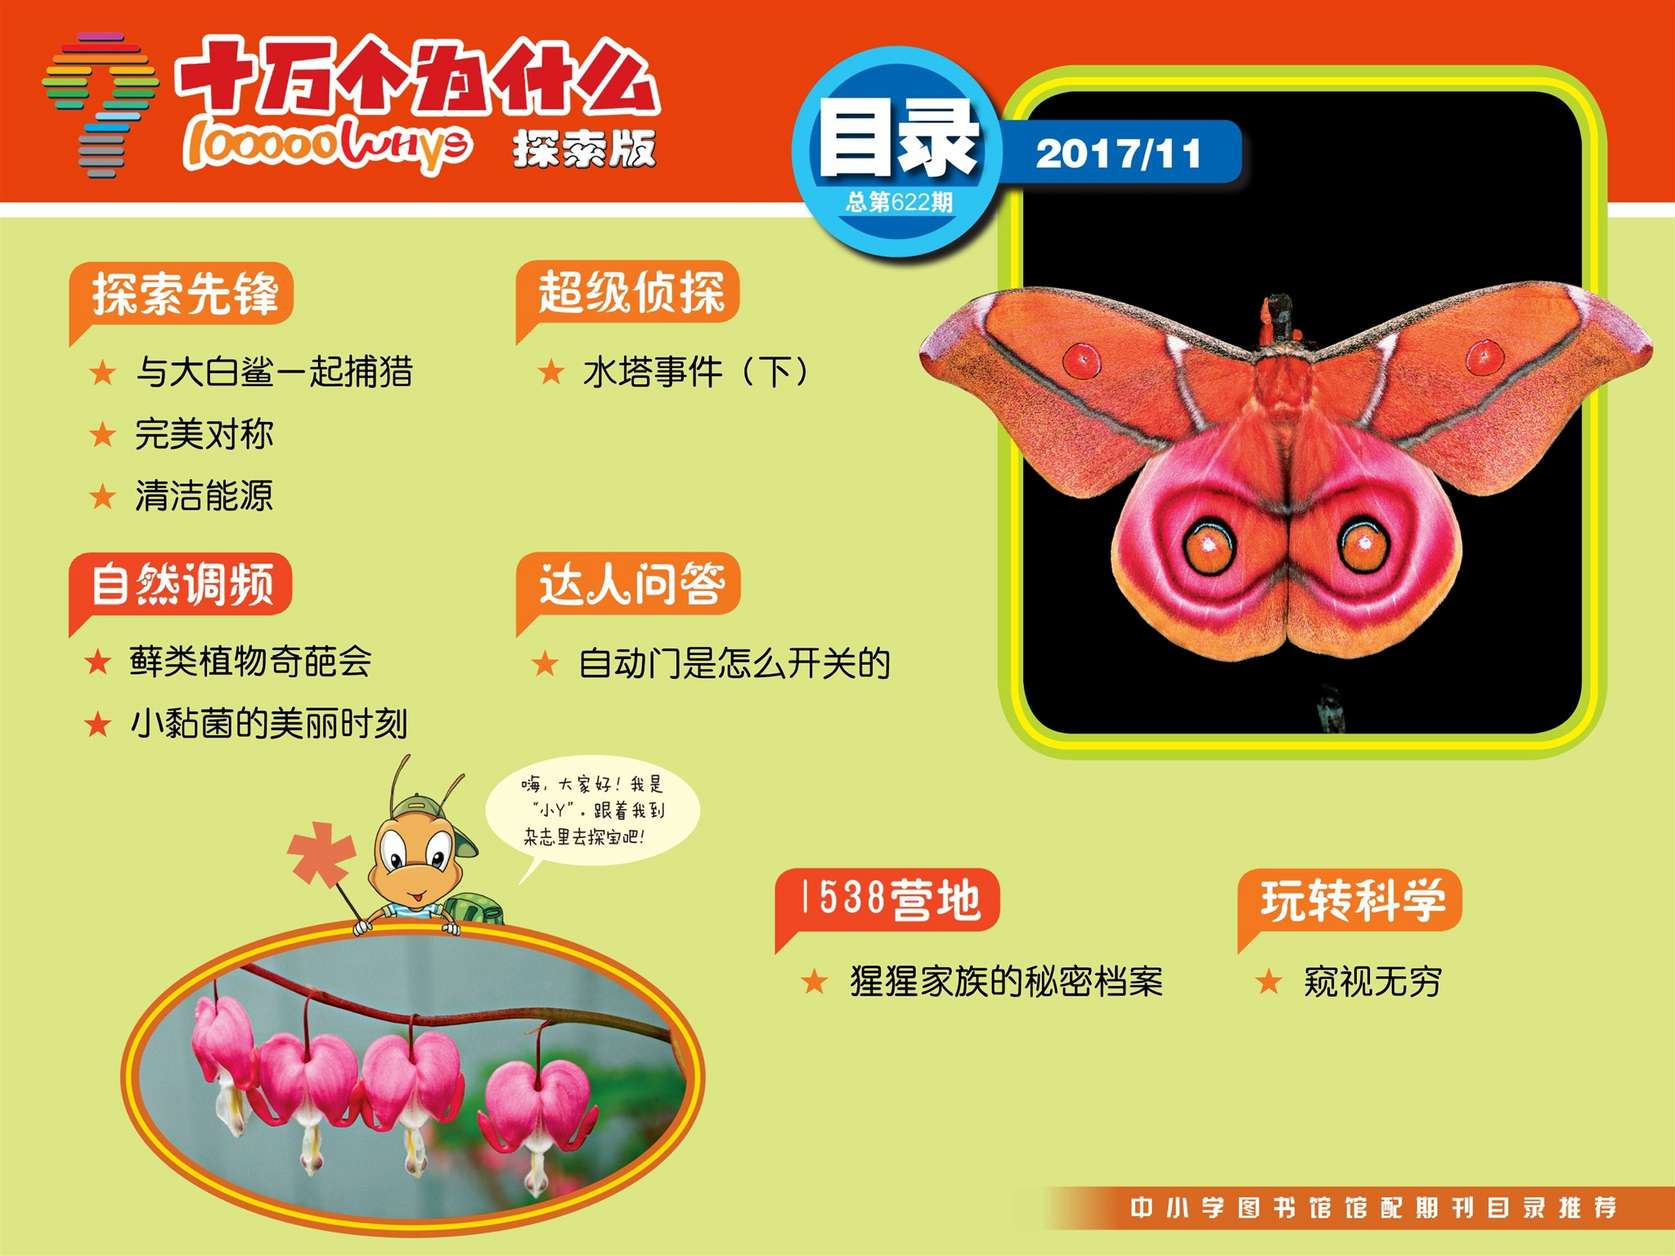 十万个为什么
100000 WHYS 探索版
目录
总第622期
2017/11
探索先锋
★ 与大白鲨一起捕猎
★ 完美对称
★ 清洁能源
超级侦探
★ 水塔事件（下）
自然调频
★ 藓类植物奇葩会
★ 小黏菌的美丽时刻
达人问答
★ 自动门是怎么开关的
嗨，大家好！我是
“小Y”。跟着我到
杂志里去探宝吧！
1538营地
★ 猩猩家族的秘密档案
玩转科学
★ 窥视无穷
中小学图书馆馆配期刊目录推荐